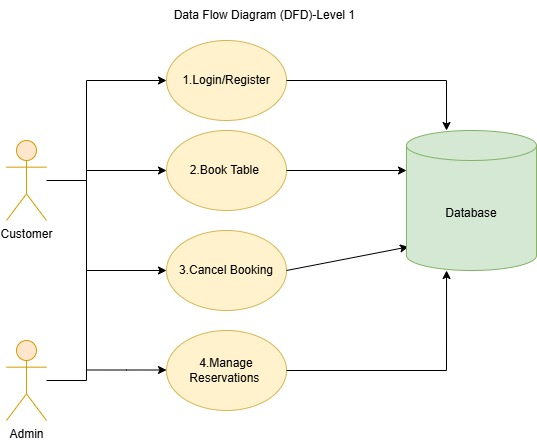 Data Flow Diagram (DFD)-Level 1
1.Login/Register
2.Book Table
Database
Customer
3.Cancel Booking
4.Manage
Reservations
Admin